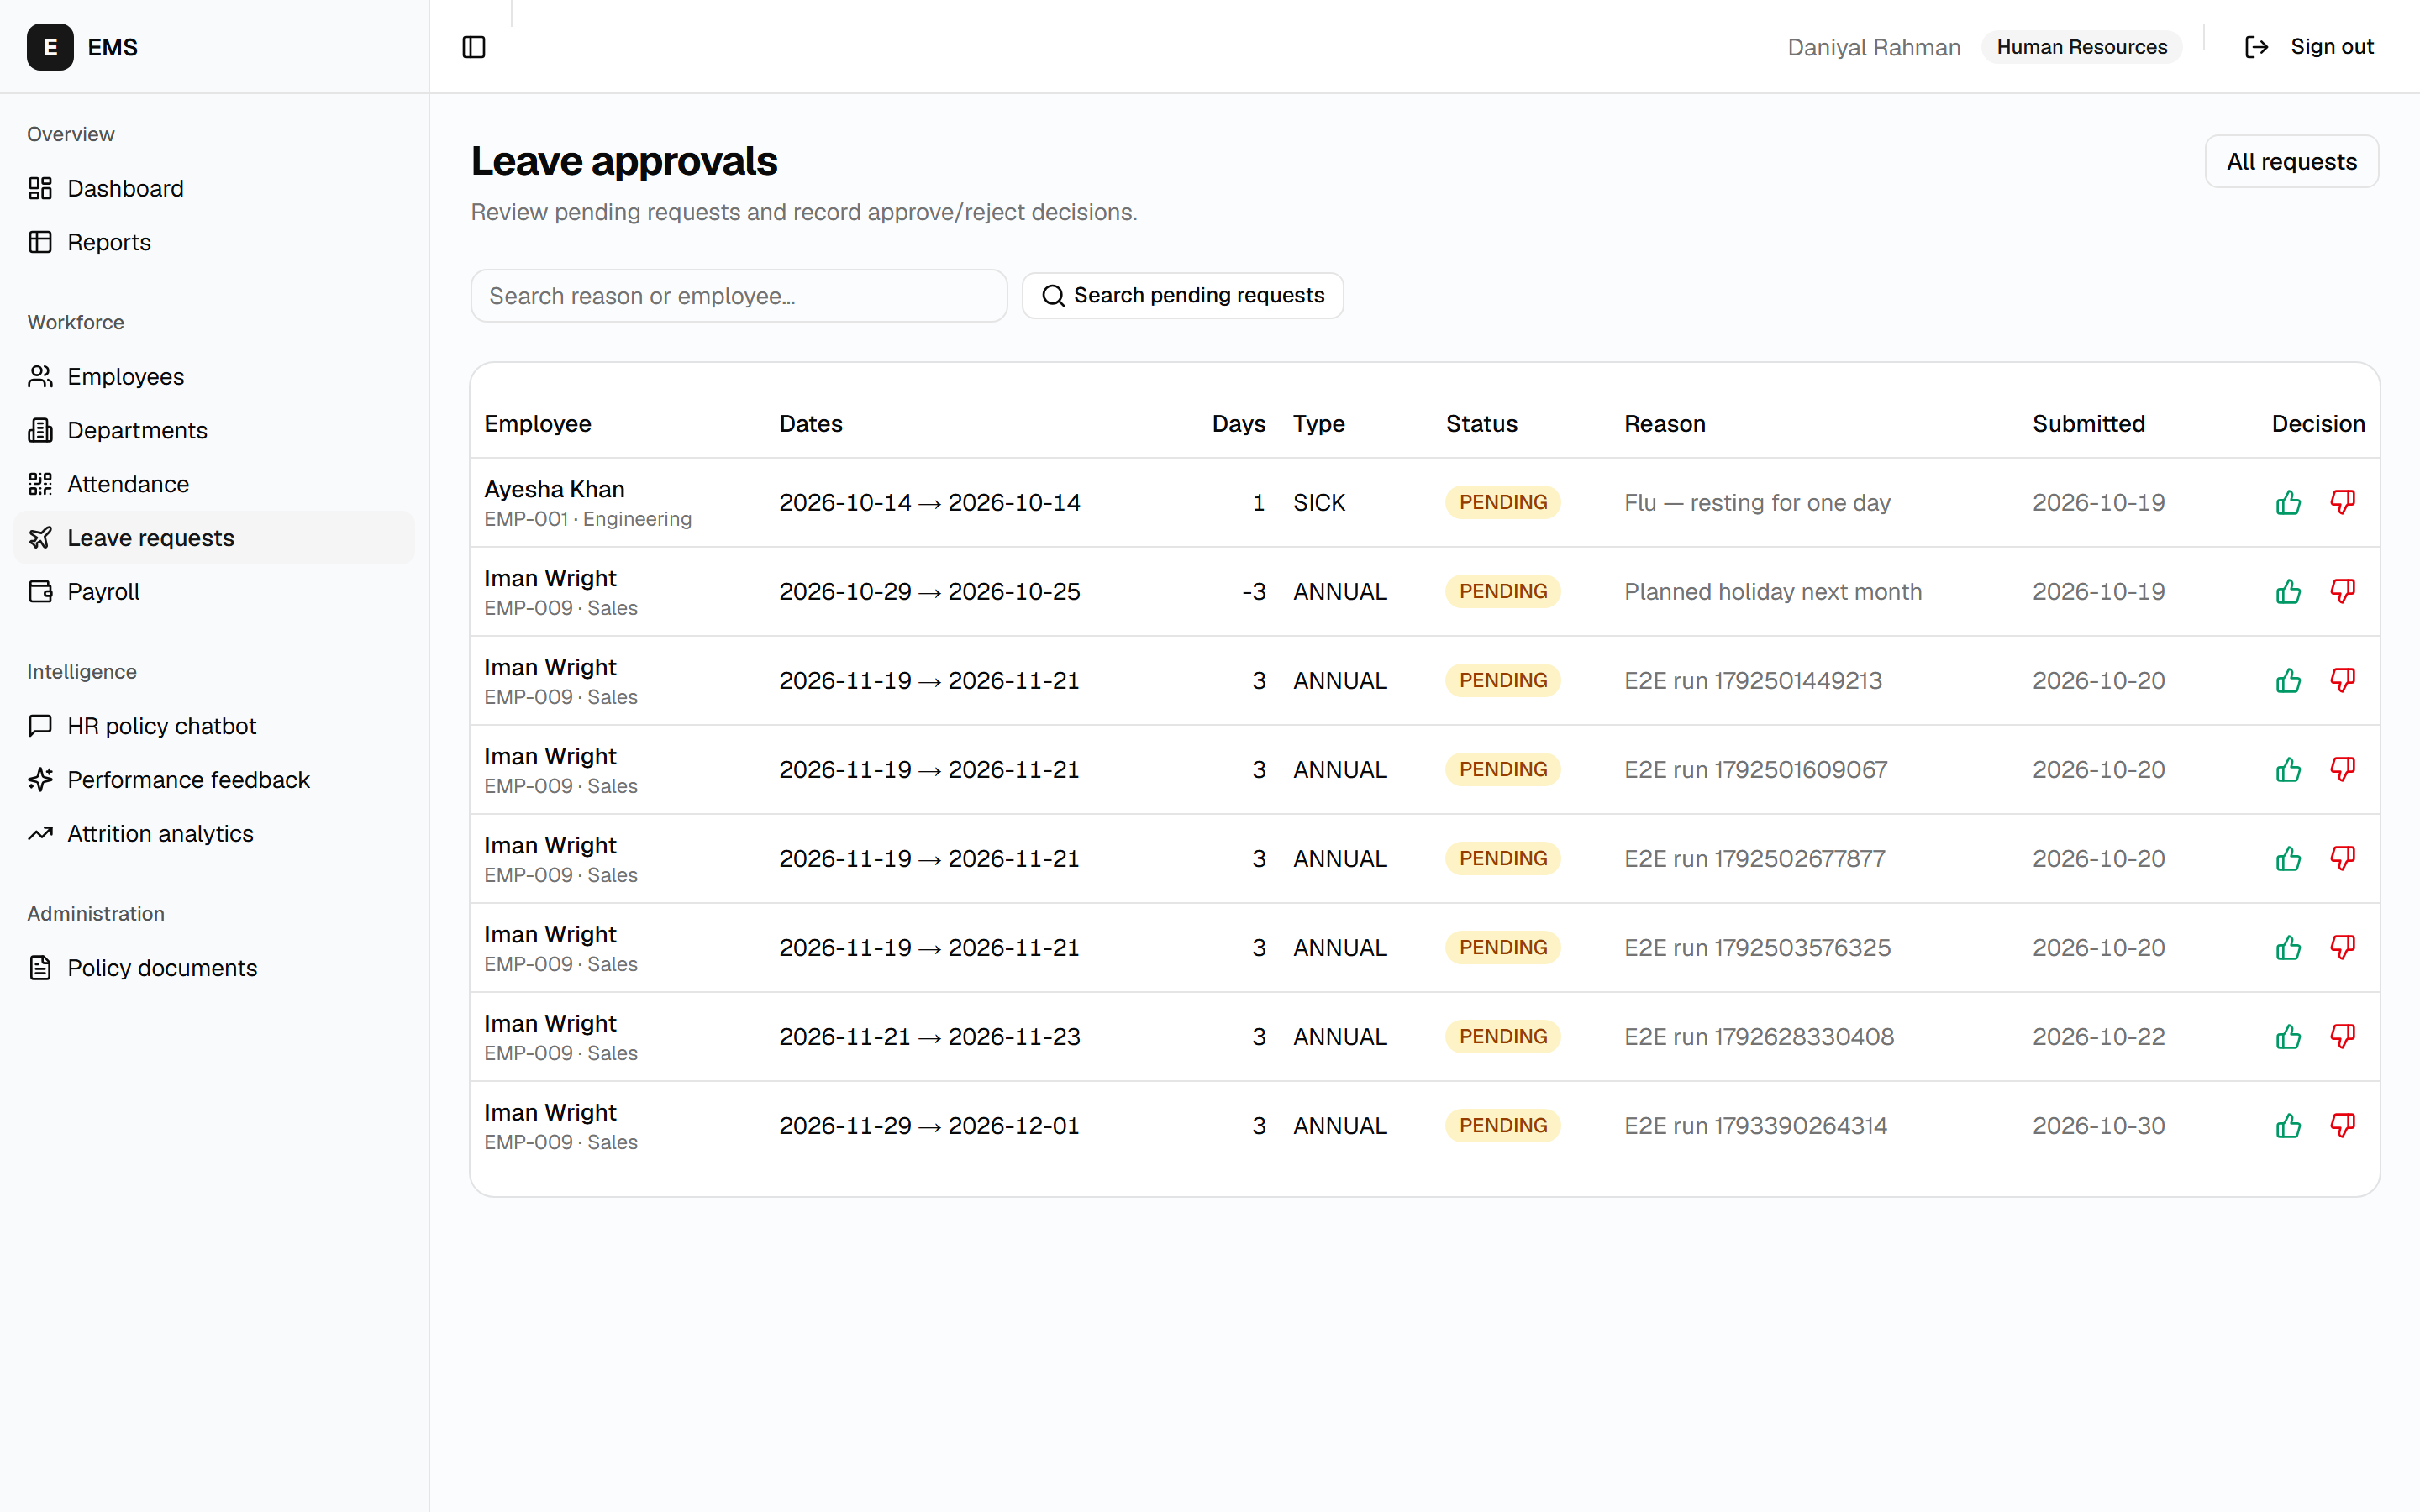 E EMS
Daniyal Rahman Human Resources Sign out
Overview
Dashboard
Reports
Workforce
Employees
Departments
Attendance
Leave requests
Payroll
Intelligence
HR policy chatbot
Performance feedback
Attrition analytics
Administration
Policy documents
Leave approvals
All requests
Review pending requests and record approve/reject decisions.
Search reason or employee...
Search pending requests
Employee Dates Days Type Status Reason Submitted Decision
Ayesha Khan
EMP-001 · Engineering
2026-10-14 → 2026-10-14 1 SICK PENDING Flu — resting for one day 2026-10-19
Iman Wright
EMP-009 · Sales
2026-10-29 → 2026-10-25 -3 ANNUAL PENDING Planned holiday next month 2026-10-19
Iman Wright
EMP-009 · Sales
2026-11-19 → 2026-11-21 3 ANNUAL PENDING E2E run 1792501449213 2026-10-20
Iman Wright
EMP-009 · Sales
2026-11-19 → 2026-11-21 3 ANNUAL PENDING E2E run 1792501609067 2026-10-20
Iman Wright
EMP-009 · Sales
2026-11-19 → 2026-11-21 3 ANNUAL PENDING E2E run 1792502677877 2026-10-20
Iman Wright
EMP-009 · Sales
2026-11-19 → 2026-11-21 3 ANNUAL PENDING E2E run 1792503576325 2026-10-20
Iman Wright
EMP-009 · Sales
2026-11-21 → 2026-11-23 3 ANNUAL PENDING E2E run 1792628330408 2026-10-22
Iman Wright
EMP-009 · Sales
2026-11-29 → 2026-12-01 3 ANNUAL PENDING E2E run 1793390264314 2026-10-30